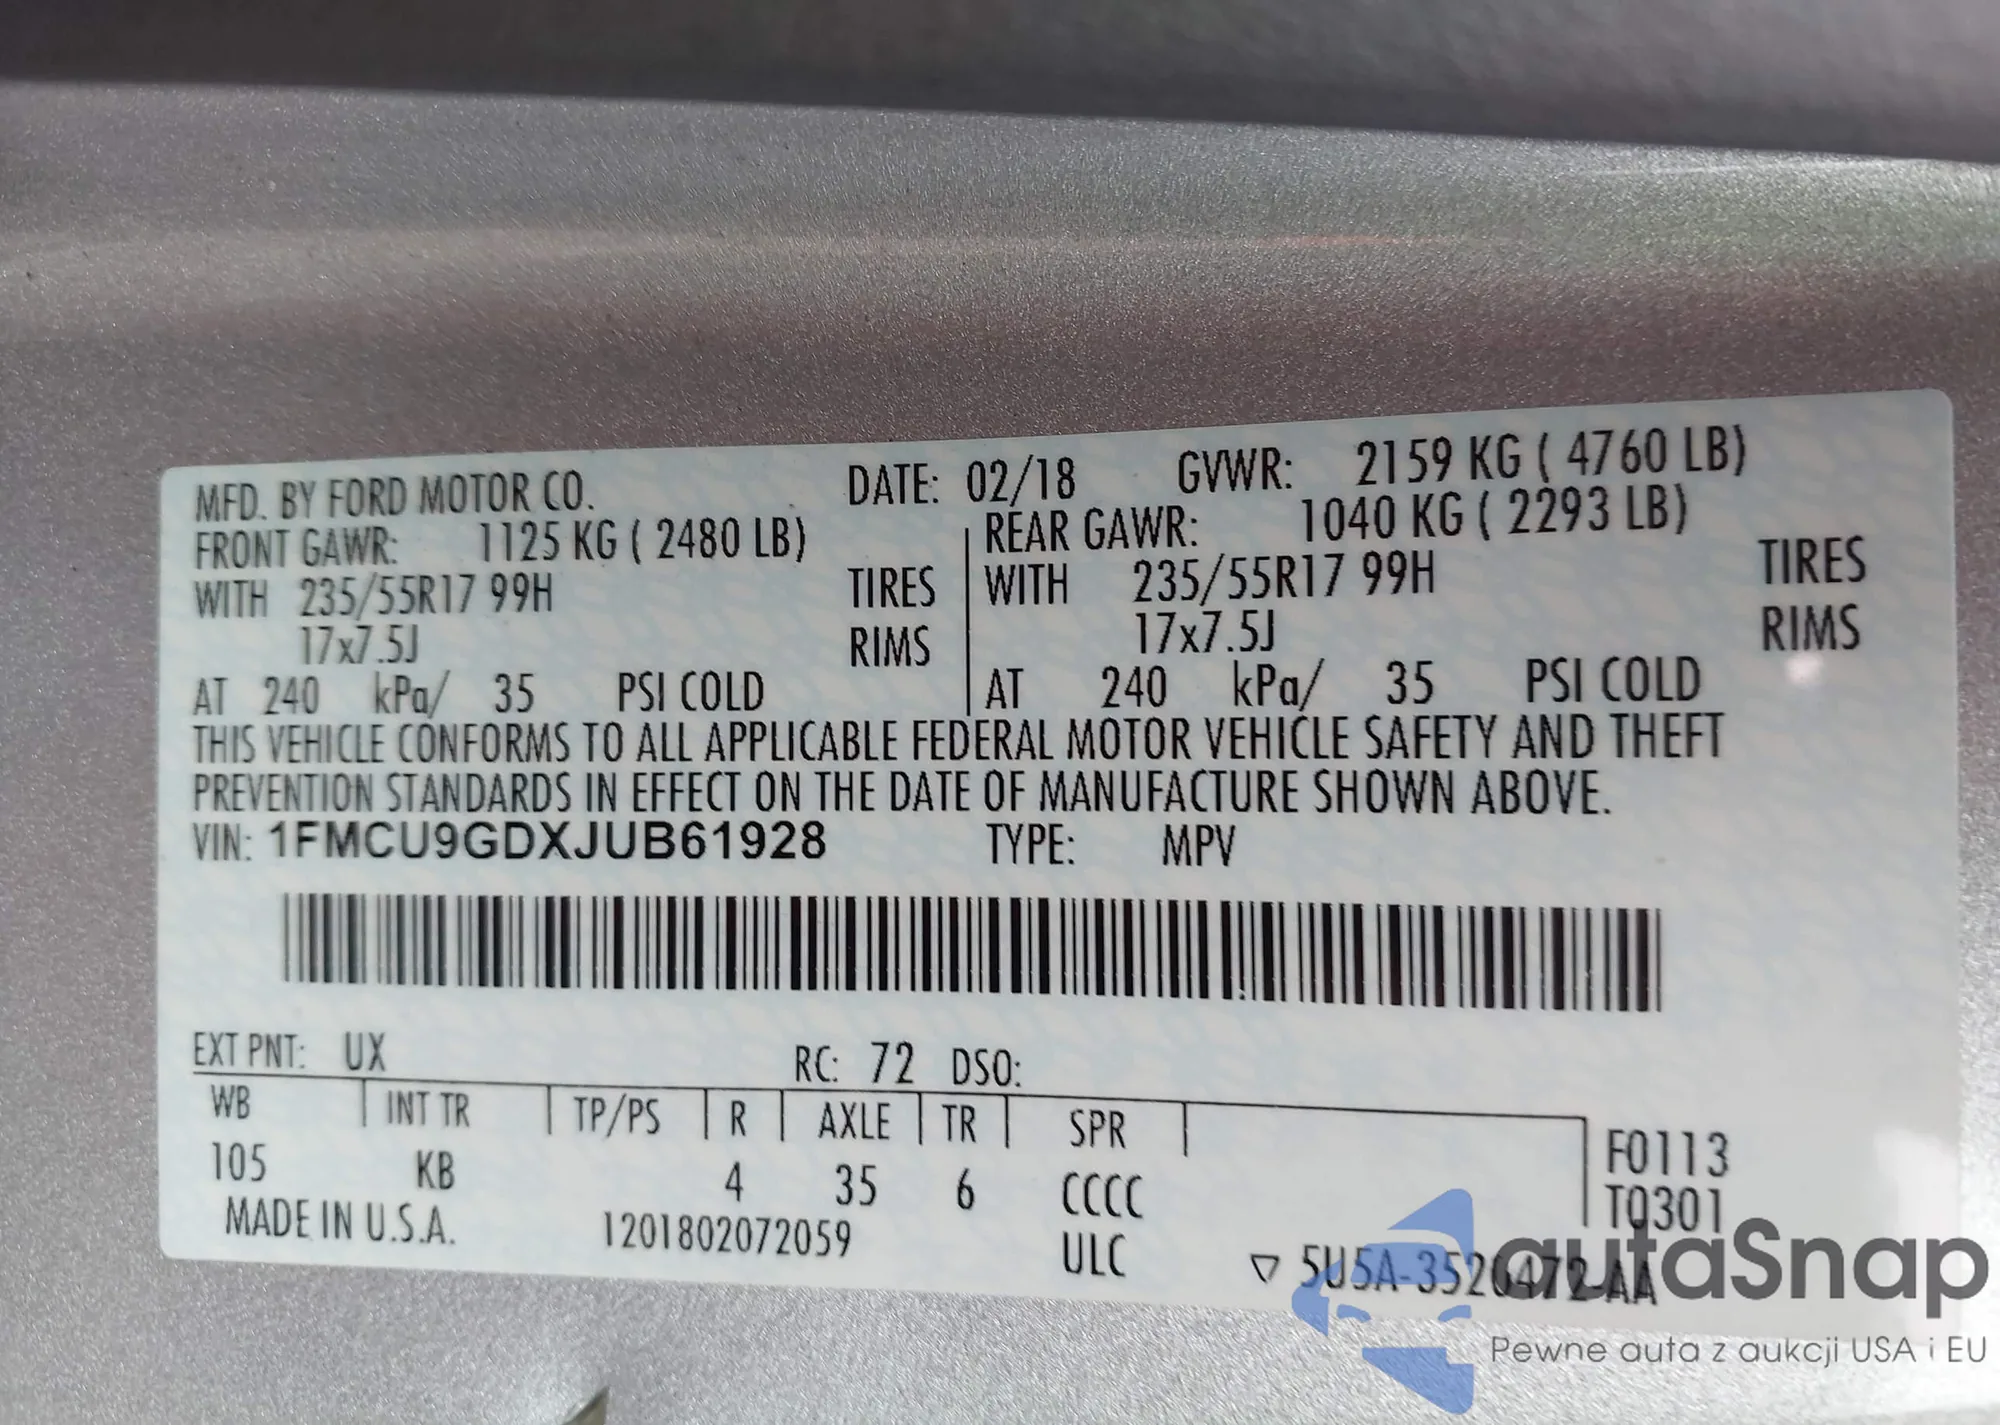 MFD. BY FORD MOTOR CO. DATE: 02/18 GVWR: 2159 KG ( 4760 LB)
FRONT GAWR: 1125 KG ( 2480 LB) REAR GAWR: 1040 KG ( 2293 LB)
WITH 235/55R17 99H TIRES WITH 235/55R17 99H TIRES
17x7.5J RIMS 17x7.5J RIMS
AT 240 kPa/ 35 PSI COLD AT 240 kPa/ 35 PSI COLD
THIS VEHICLE CONFORMS TO ALL APPLICABLE FEDERAL MOTOR VEHICLE SAFETY AND THEFT
PREVENTION STANDARDS IN EFFECT ON THE DATE OF MANUFACTURE SHOWN ABOVE.
VIN: 1FMCU9GDXJUB61928 TYPE: MPV
EXT PNT: UX RC: 72 DSO:
WB INT TR TP/PS R AXLE TR SPR F0113
105 KB 4 35 6 CCCC T0301
MADE IN U.S.A. 1201802072059 ULC 5U5A-3520472-AA
autaSnap
Pewne auta z aukcji USA i EU